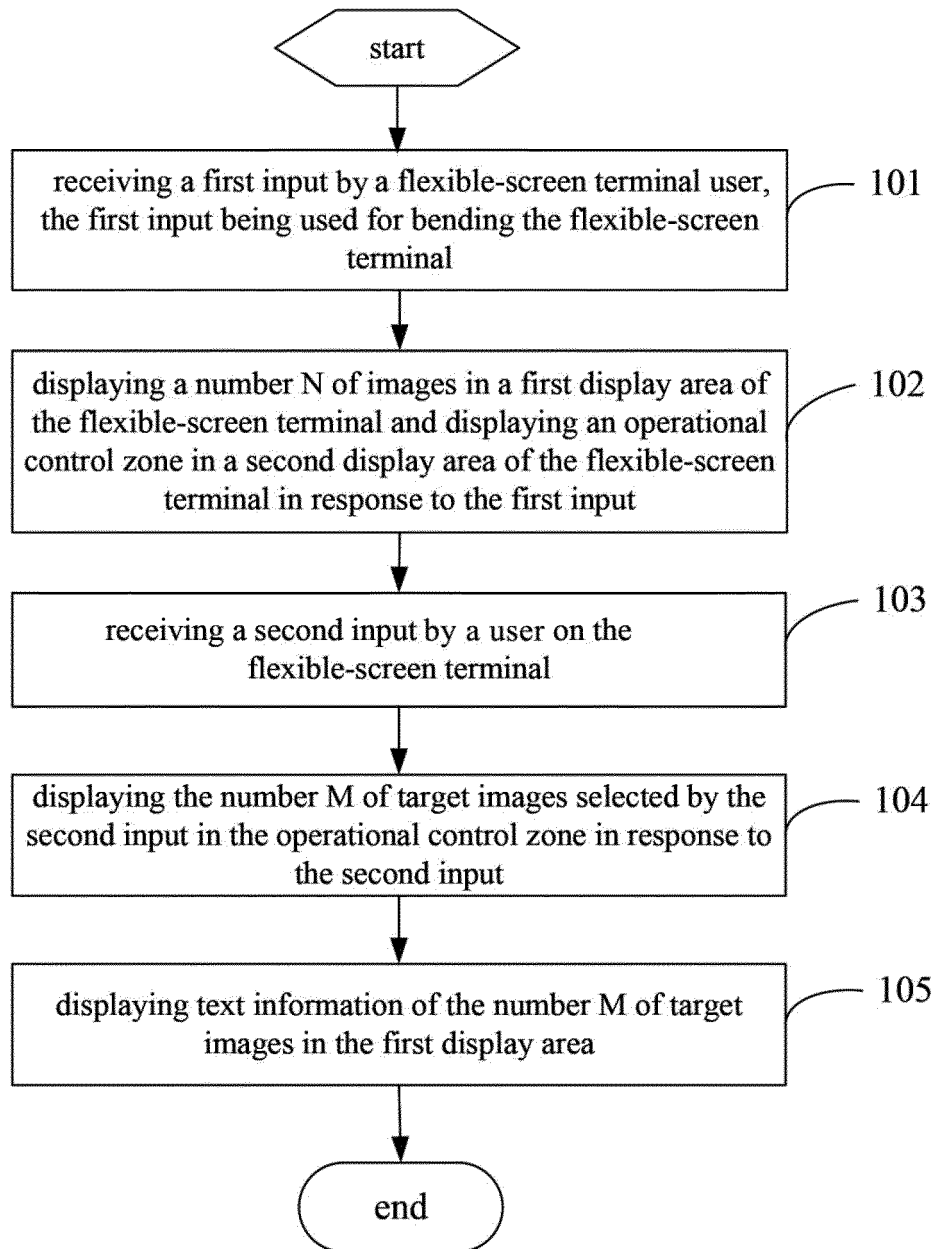 start
receiving a first input by a flexible-screen terminal user,
the first input being used for bending the flexible-screen
terminal
101
displaying a number N of images in a first display area of
the flexible-screen terminal and displaying an operational
control zone in a second display area of the flexible-screen
terminal in response to the first input
102
receiving a second input by a user on the
flexible-screen terminal
103
displaying the number M of target images selected by the
second input in the operational control zone in response to
the second input
104
displaying text information of the number M of target
images in the first display area
105
end